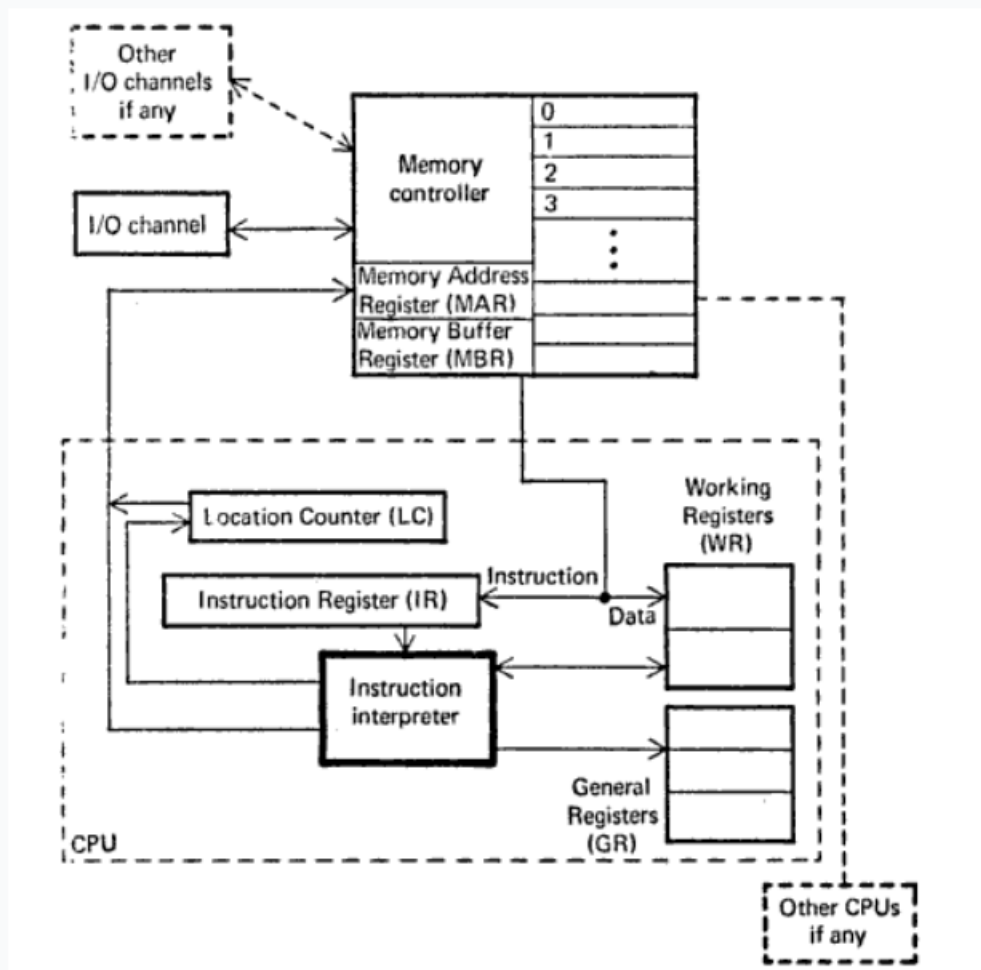 Other
I/O channels
if any
0
1
Memory
controller
2
3
I/O channel
Memory Address
Register (MAR)
Memory Buffer
Register (MBR)
Working
Registers
(WR)
Location Counter (LC)
Instruction
Instruction Register (IR)
Data
Instruction
interpreter
General
Registers
(GR)
CPU
Other CPUs
if any